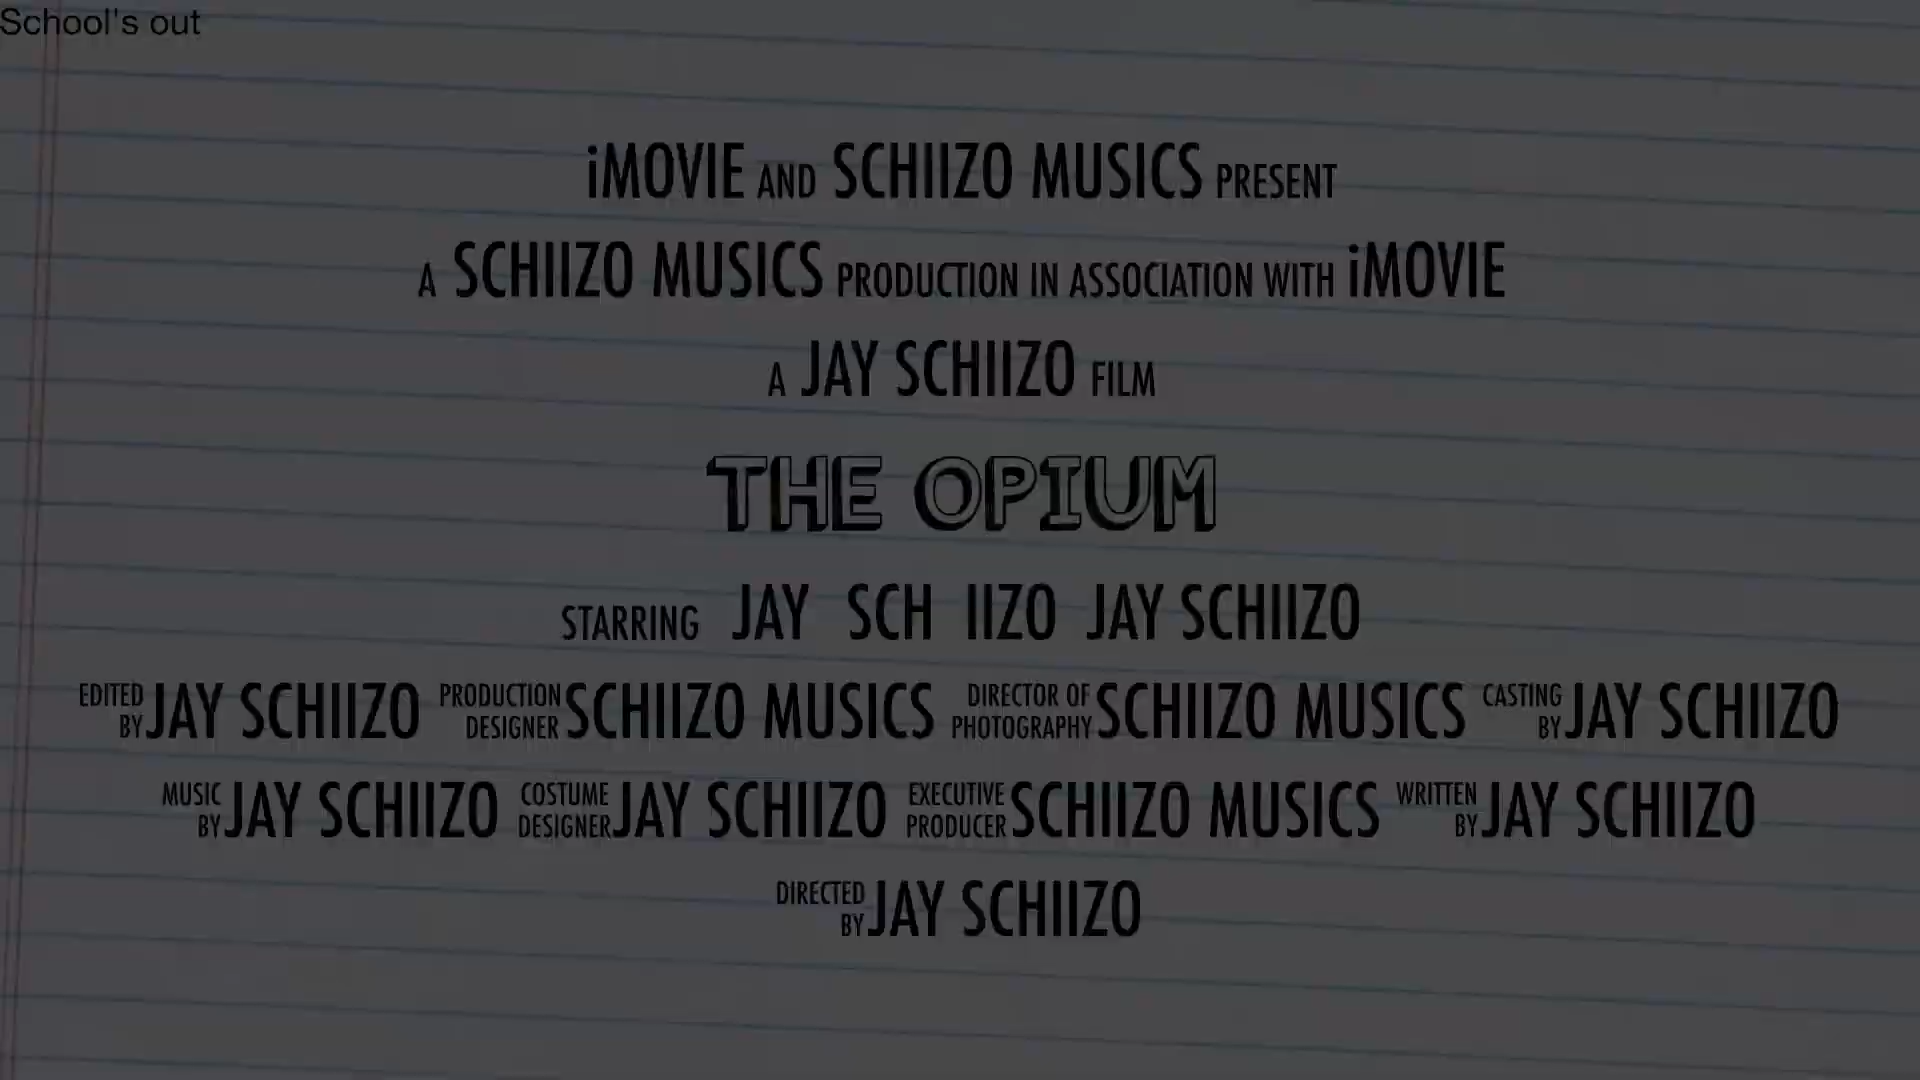 School's out
iMOVIE AND SCHIIZO MUSICS PRESENT
A SCHIIZO MUSICS PRODUCTION IN ASSOCIATION WITH iMOVIE
A JAY SCHIIZO FILM
THE OPIUM
STARRING JAY SCH IIZO JAY SCHIIZO
EDITED BY JAY SCHIIZO PRODUCTION DESIGNER SCHIIZO MUSICS DIRECTOR OF PHOTOGRAPHY SCHIIZO MUSICS CASTING BY JAY SCHIIZO
MUSIC BY JAY SCHIIZO COSTUME DESIGNER JAY SCHIIZO EXECUTIVE PRODUCER SCHIIZO MUSICS WRITTEN BY JAY SCHIIZO
DIRECTED BY JAY SCHIIZO